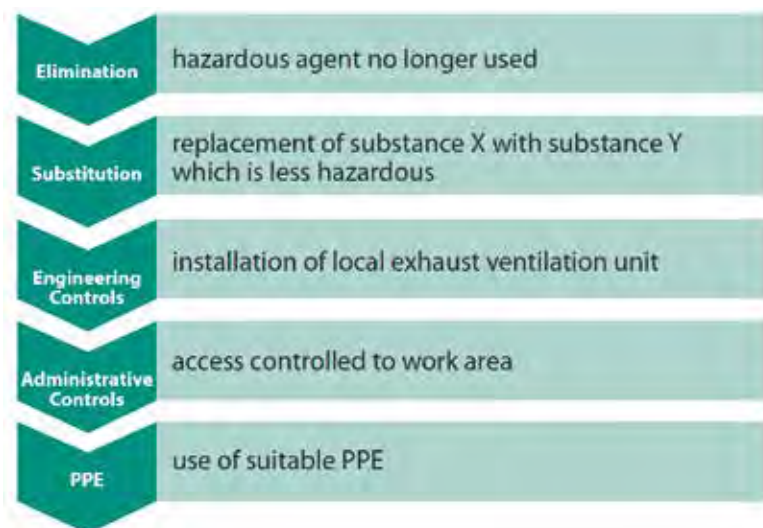 Elimination
hazardous agent no longer used
Substitution
replacement of substance X with substance Y
which is less hazardous
Engineering
Controls
installation of local exhaust ventilation unit
Administrative
Controls
access controlled to work area
PPE
use of suitable PPE